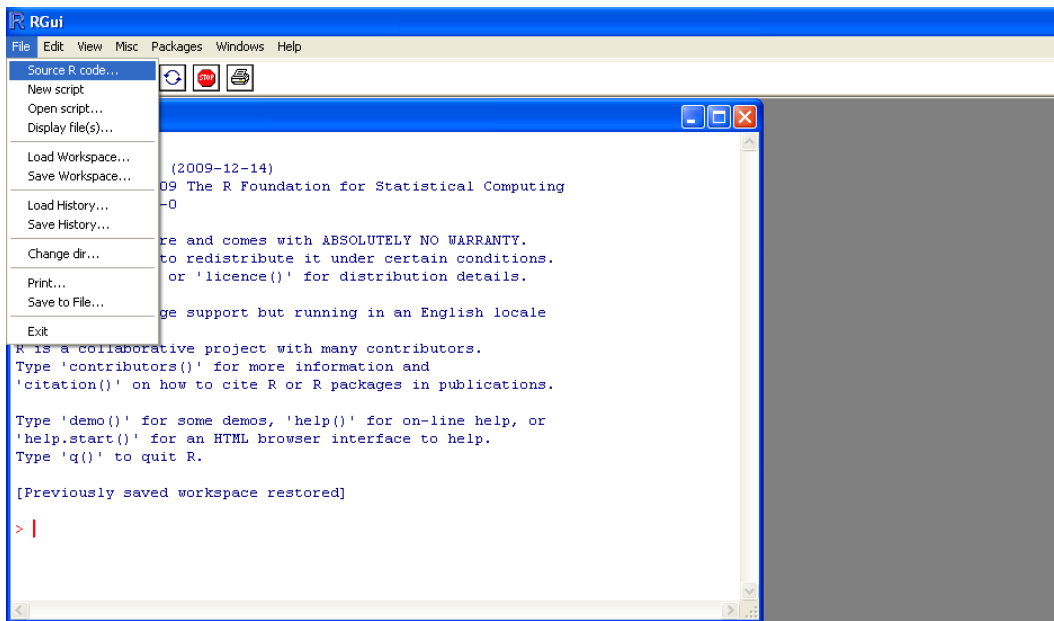 RGui
File Edit View Misc Packages Windows Help
Source R code...
New script
Open script...
Display file(s)...
Load Workspace...
Save Workspace...
Load History...
Save History...
Change dir...
Print...
Save to File...
Exit
STOP
(2009-12-14)
09 The R Foundation for Statistical Computing
-0
re and comes with ABSOLUTELY NO WARRANTY.
to redistribute it under certain conditions.
or 'licence()' for distribution details.
ge support but running in an English locale
R is a collaborative project with many contributors.
Type 'contributors()' for more information and
'citation()' on how to cite R or R packages in publications.
Type 'demo()' for some demos, 'help()' for on-line help, or
'help.start()' for an HTML browser interface to help.
Type 'q()' to quit R.
[Previously saved workspace restored]
>